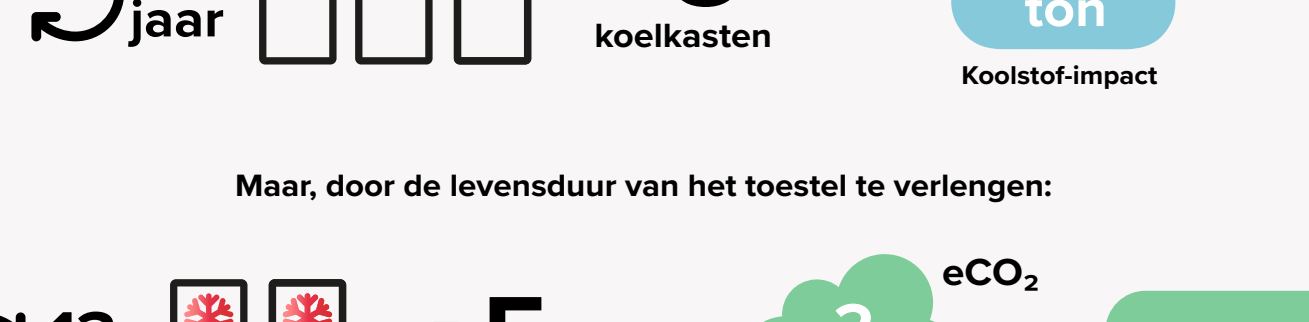 jaar
koelkasten
ton
Koolstof-impact
Maar, door de levensduur van het toestel te verlengen:
eCO₂